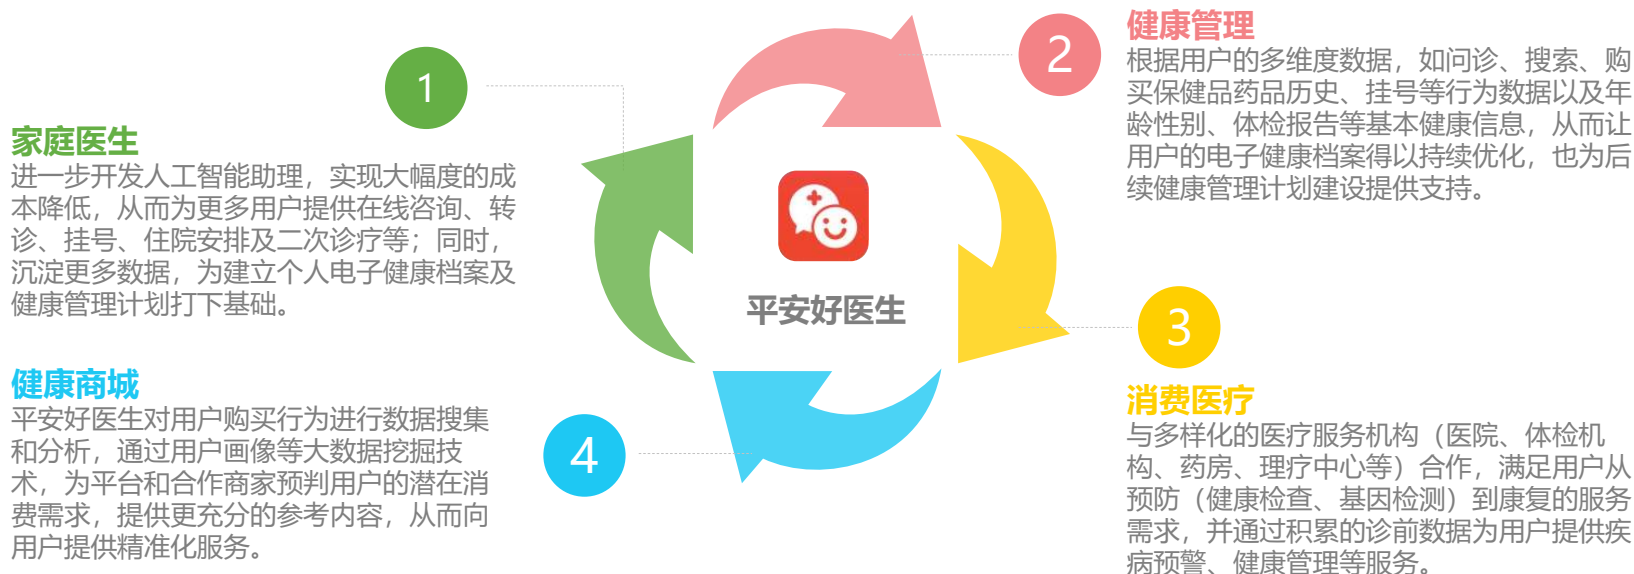 1
家庭医生
进一步开发人工智能助理，实现大幅度的成
本降低，从而为更多用户提供在线咨询、转
诊、挂号、住院安排及二次诊疗等；同时，
沉淀更多数据，为建立个人电子健康档案及
健康管理计划打下基础。
2
健康管理
根据用户的多维度数据，如问诊、搜索、购
买保健品药品历史、挂号等行为数据以及年
龄性别、体检报告等基本健康信息，从而让
用户的电子健康档案得以持续优化，也为后
续健康管理计划建设提供支持。
平安好医生
3
消费医疗
与多样化的医疗服务机构（医院、体检机
构、药房、理疗中心等）合作，满足用户从
预防（健康检查、基因检测）到康复的服务
需求，并通过积累的诊前数据为用户提供疾
病预警、健康管理等服务。
4
健康商城
平安好医生对用户购买行为进行数据搜集
和分析，通过用户画像等大数据挖掘技
术，为平台和合作商家预判用户的潜在消
费需求，提供更充分的参考内容，从而向
用户提供精准化服务。